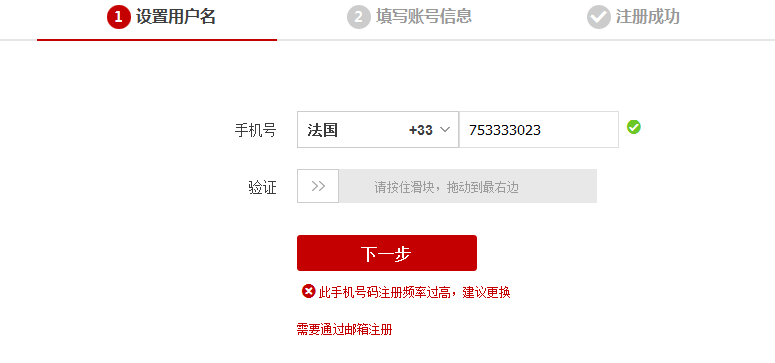 1 设置用户名 2 填写账号信息 注册成功
手机号 法国 +33 753333023
验证 >> 请按住滑块，拖动到最右边
下一步
此手机号码注册频率过高，建议更换
需要通过邮箱注册